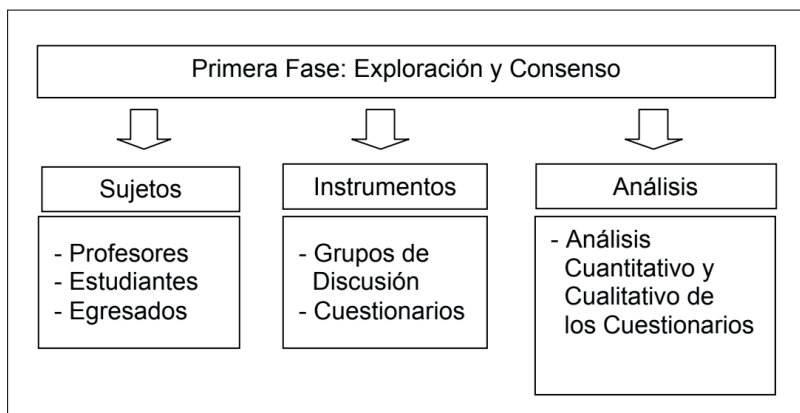 Primera Fase: Exploración y Consenso
Sujetos
- Profesores
- Estudiantes
- Egresados
Instrumentos
- Grupos de
Discusión
- Cuestionarios
Análisis
- Análisis
Cuantitativo y
Cualitativo de
los Cuestionarios